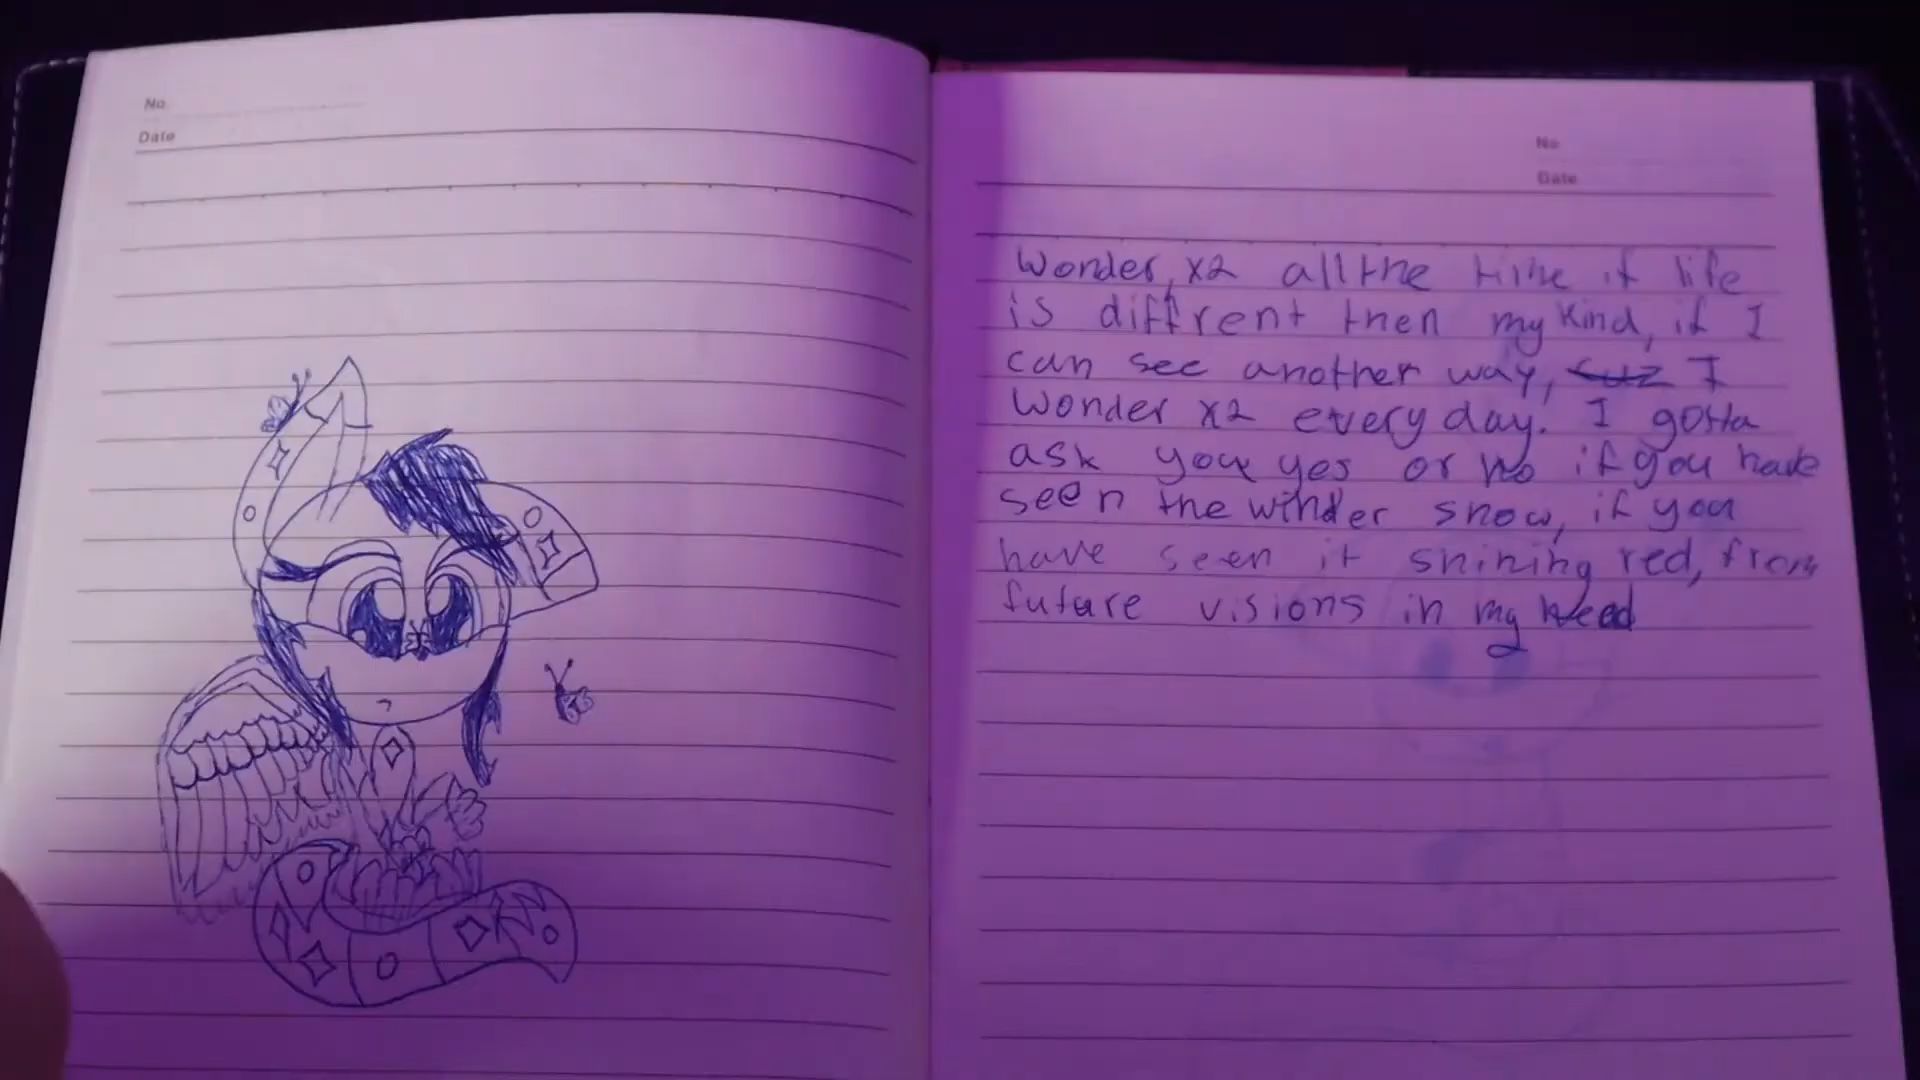 No
Date
No
Date
Wonder, x2 all the time if life
is diffrent then my kind, if I
can see another way, cuz I
Wonder x2 every day. I gotta
ask you yes or no if you have
seen the winder snow, if you
have seen it shining red, from
future visions in my head